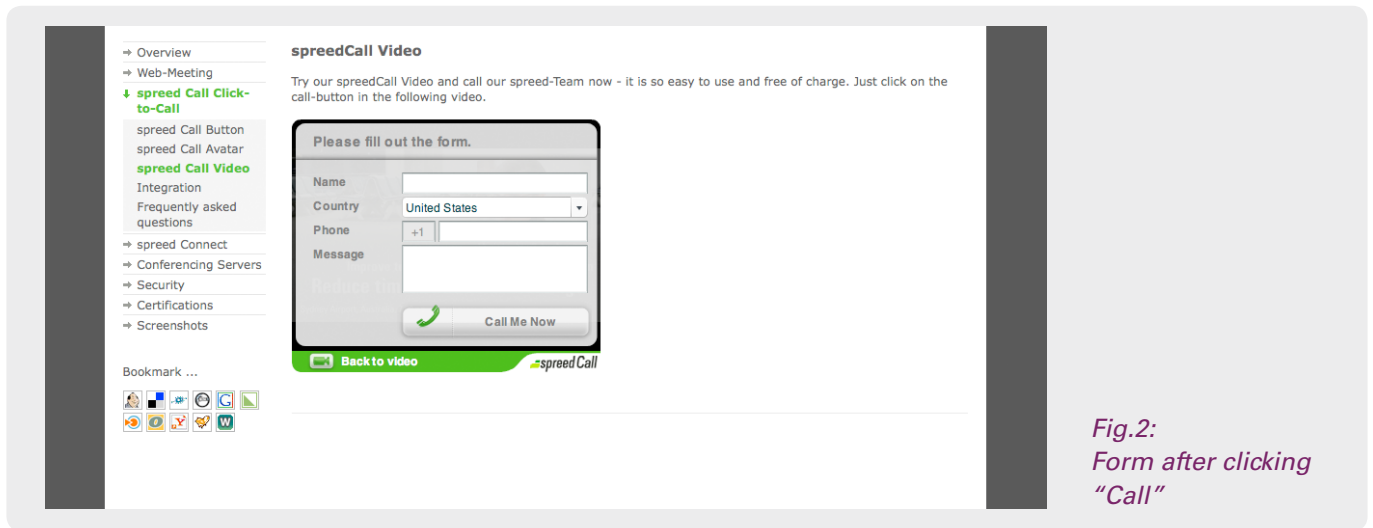 Overview
Web-Meeting
spreed Call Click-
to-Call
spreed Call Button
spreed Call Avatar
spreed Call Video
Integration
Frequently asked
questions
spreed Connect
Conferencing Servers
Security
Certifications
Screenshots
Bookmark ...
spreedCall Video
Try our spreedCall Video and call our spreed-Team now - it is so easy to use and free of charge. Just click on the
call-button in the following video.
Please fill out the form.
Name
Country United States
Phone +1
Message
Call Me Now
Back to video spreed Call
Fig.2:
Form after clicking
“Call”